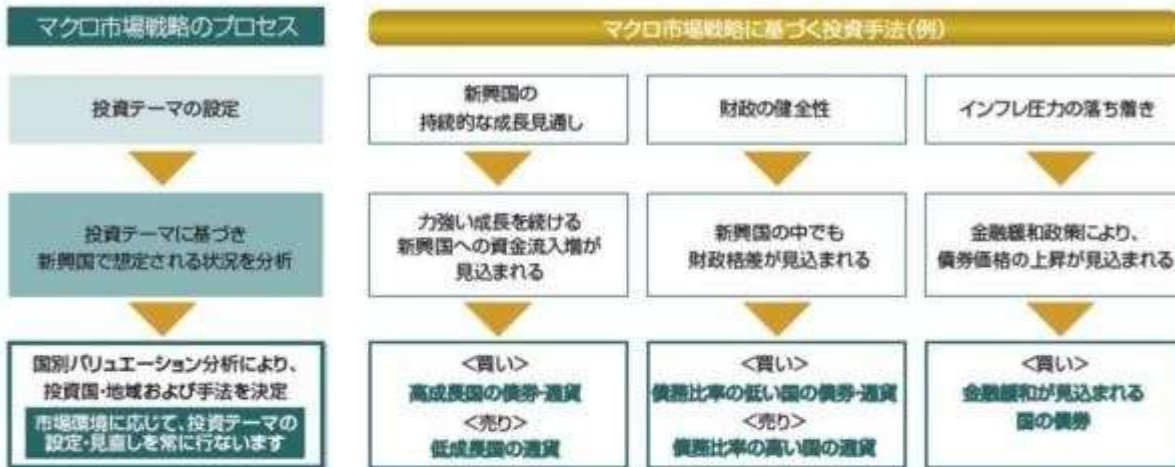 マクロ市場戦略のプロセス
マクロ市場戦略に基づく投資手法(例)
投資テーマの設定
投資テーマに基づき
新興国で想定される状況を分析
国別バリュエーション分析により、
投資国・地域および手法を決定
市場環境に応じて、投資テーマの
設定・見直しを常に行ないます
新興国の
持続的な成長見通し
力強い成長を続ける
新興国への資金流入増が
見込まれる
<買い>
高成長国の債券・通貨
<売り>
低成長国の通貨
財政の健全性
新興国の中でも
財政格差が見込まれる
<買い>
債務比率の低い国の債券・通貨
<売り>
債務比率の高い国の通貨
インフレ圧力の落ち着き
金融緩和政策により、
債券価格の上昇が見込まれる
<買い>
金融緩和が見込まれる
国の債券